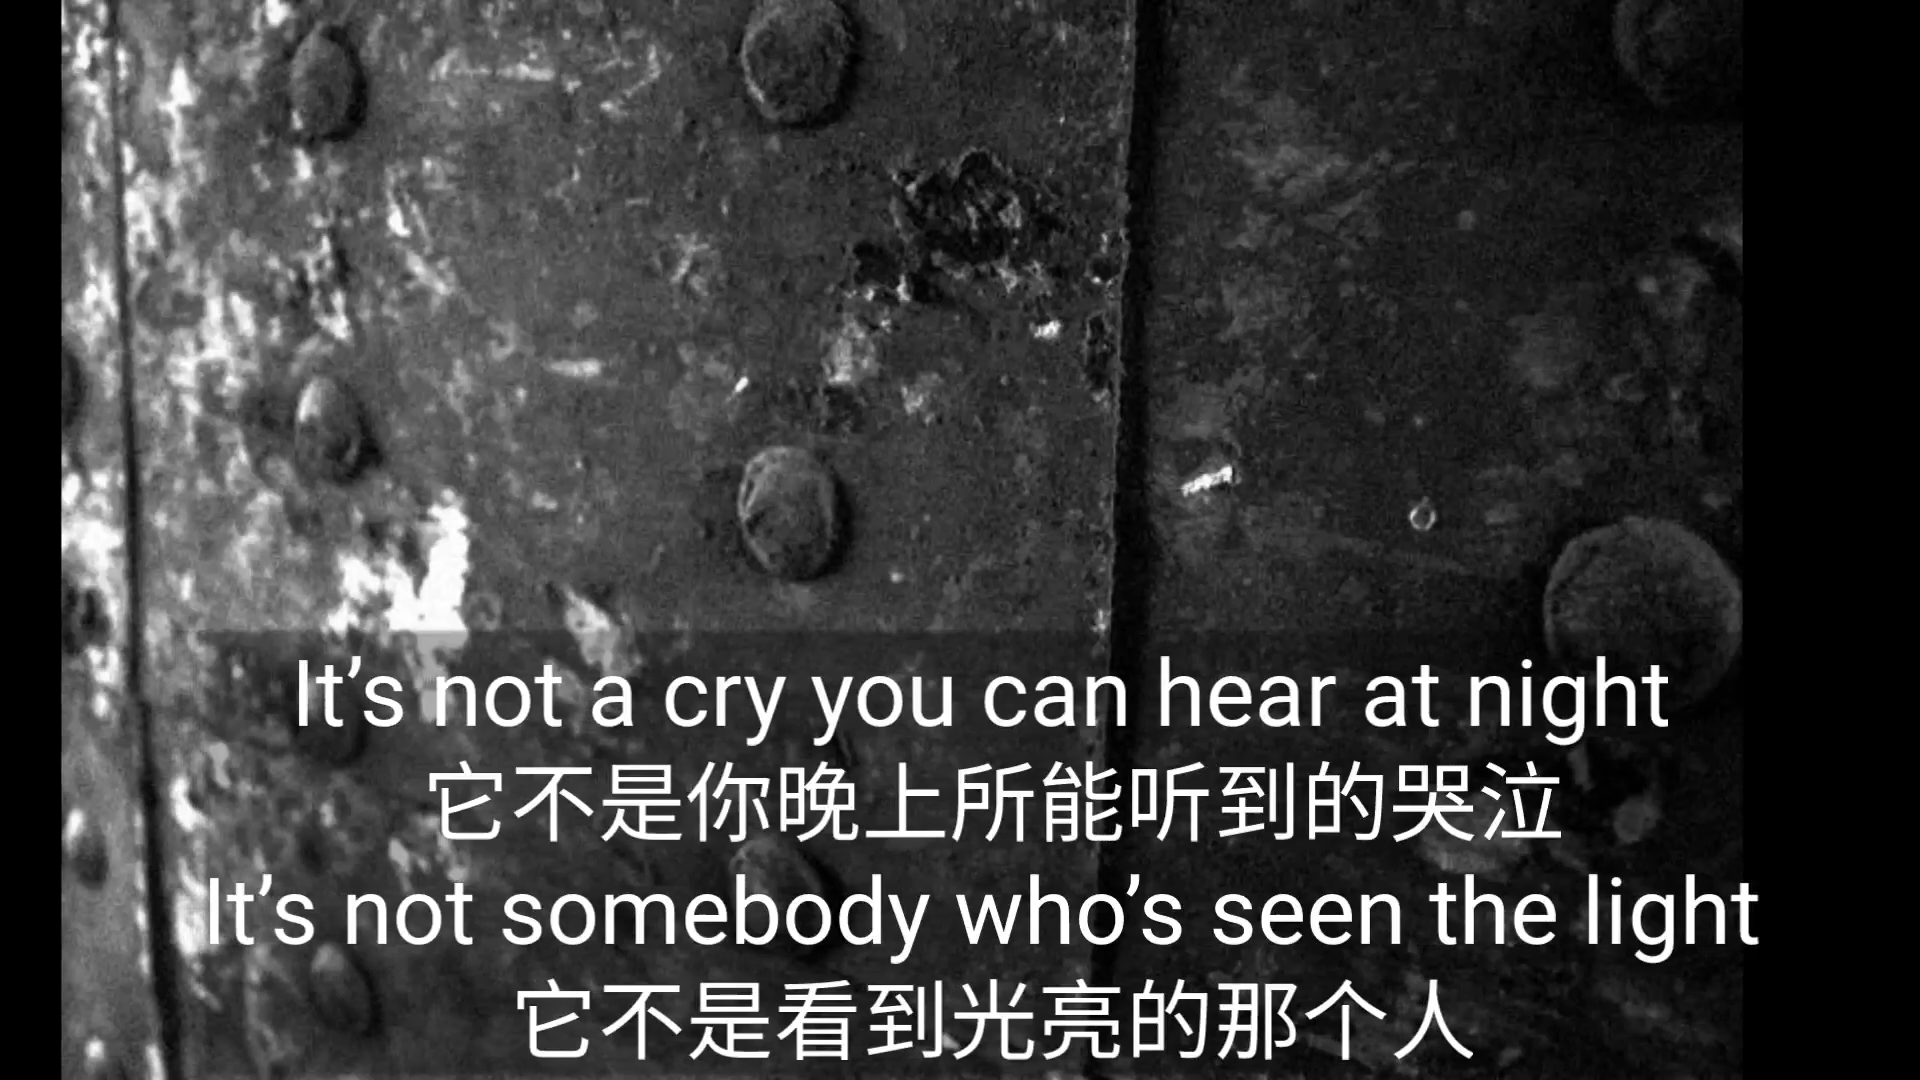 It’s not a cry you can hear at night
它不是你晚上所能听到的哭泣
It’s not somebody who’s seen the light
它不是看到光亮的那个人